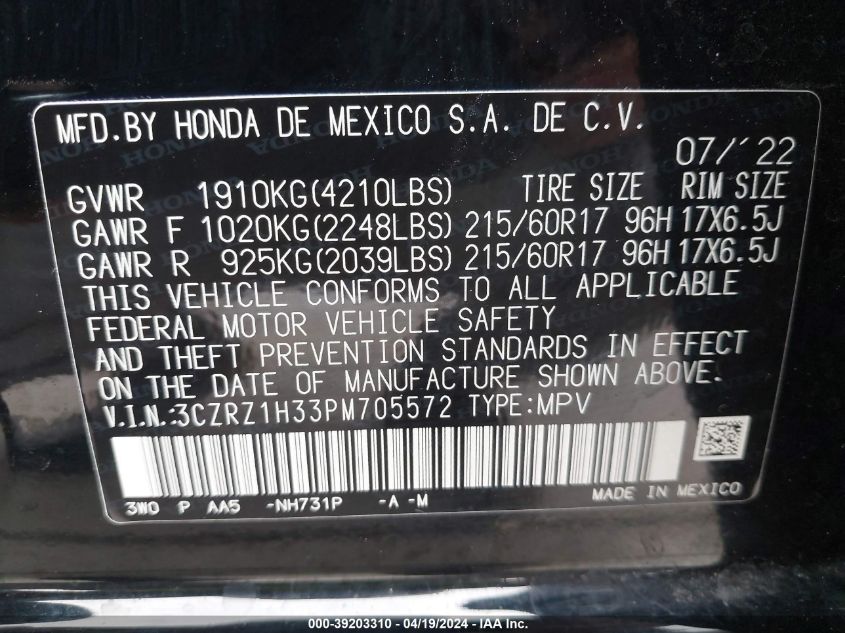 MFD.BY HONDA DE MEXICO S.A. DE C.V.
07/´22
GVWR 1910KG(4210LBS) TIRE SIZE RIM SIZE
GAWR F 1020KG(2248LBS) 215/60R17 96H 17X6.5J
GAWR R 925KG(2039LBS) 215/60R17 96H 17X6.5J
THIS VEHICLE CONFORMS TO ALL APPLICABLE
FEDERAL MOTOR VEHICLE SAFETY
AND THEFT PREVENTION STANDARDS IN EFFECT
ON THE DATE OF MANUFACTURE SHOWN ABOVE.
V.I.N.:3CZRZ1H33PM705572 TYPE:MPV
3W0 P AA5 -NH731P -A -M MADE IN MEXICO
000-39203310 - 04/19/2024 - IAA Inc.